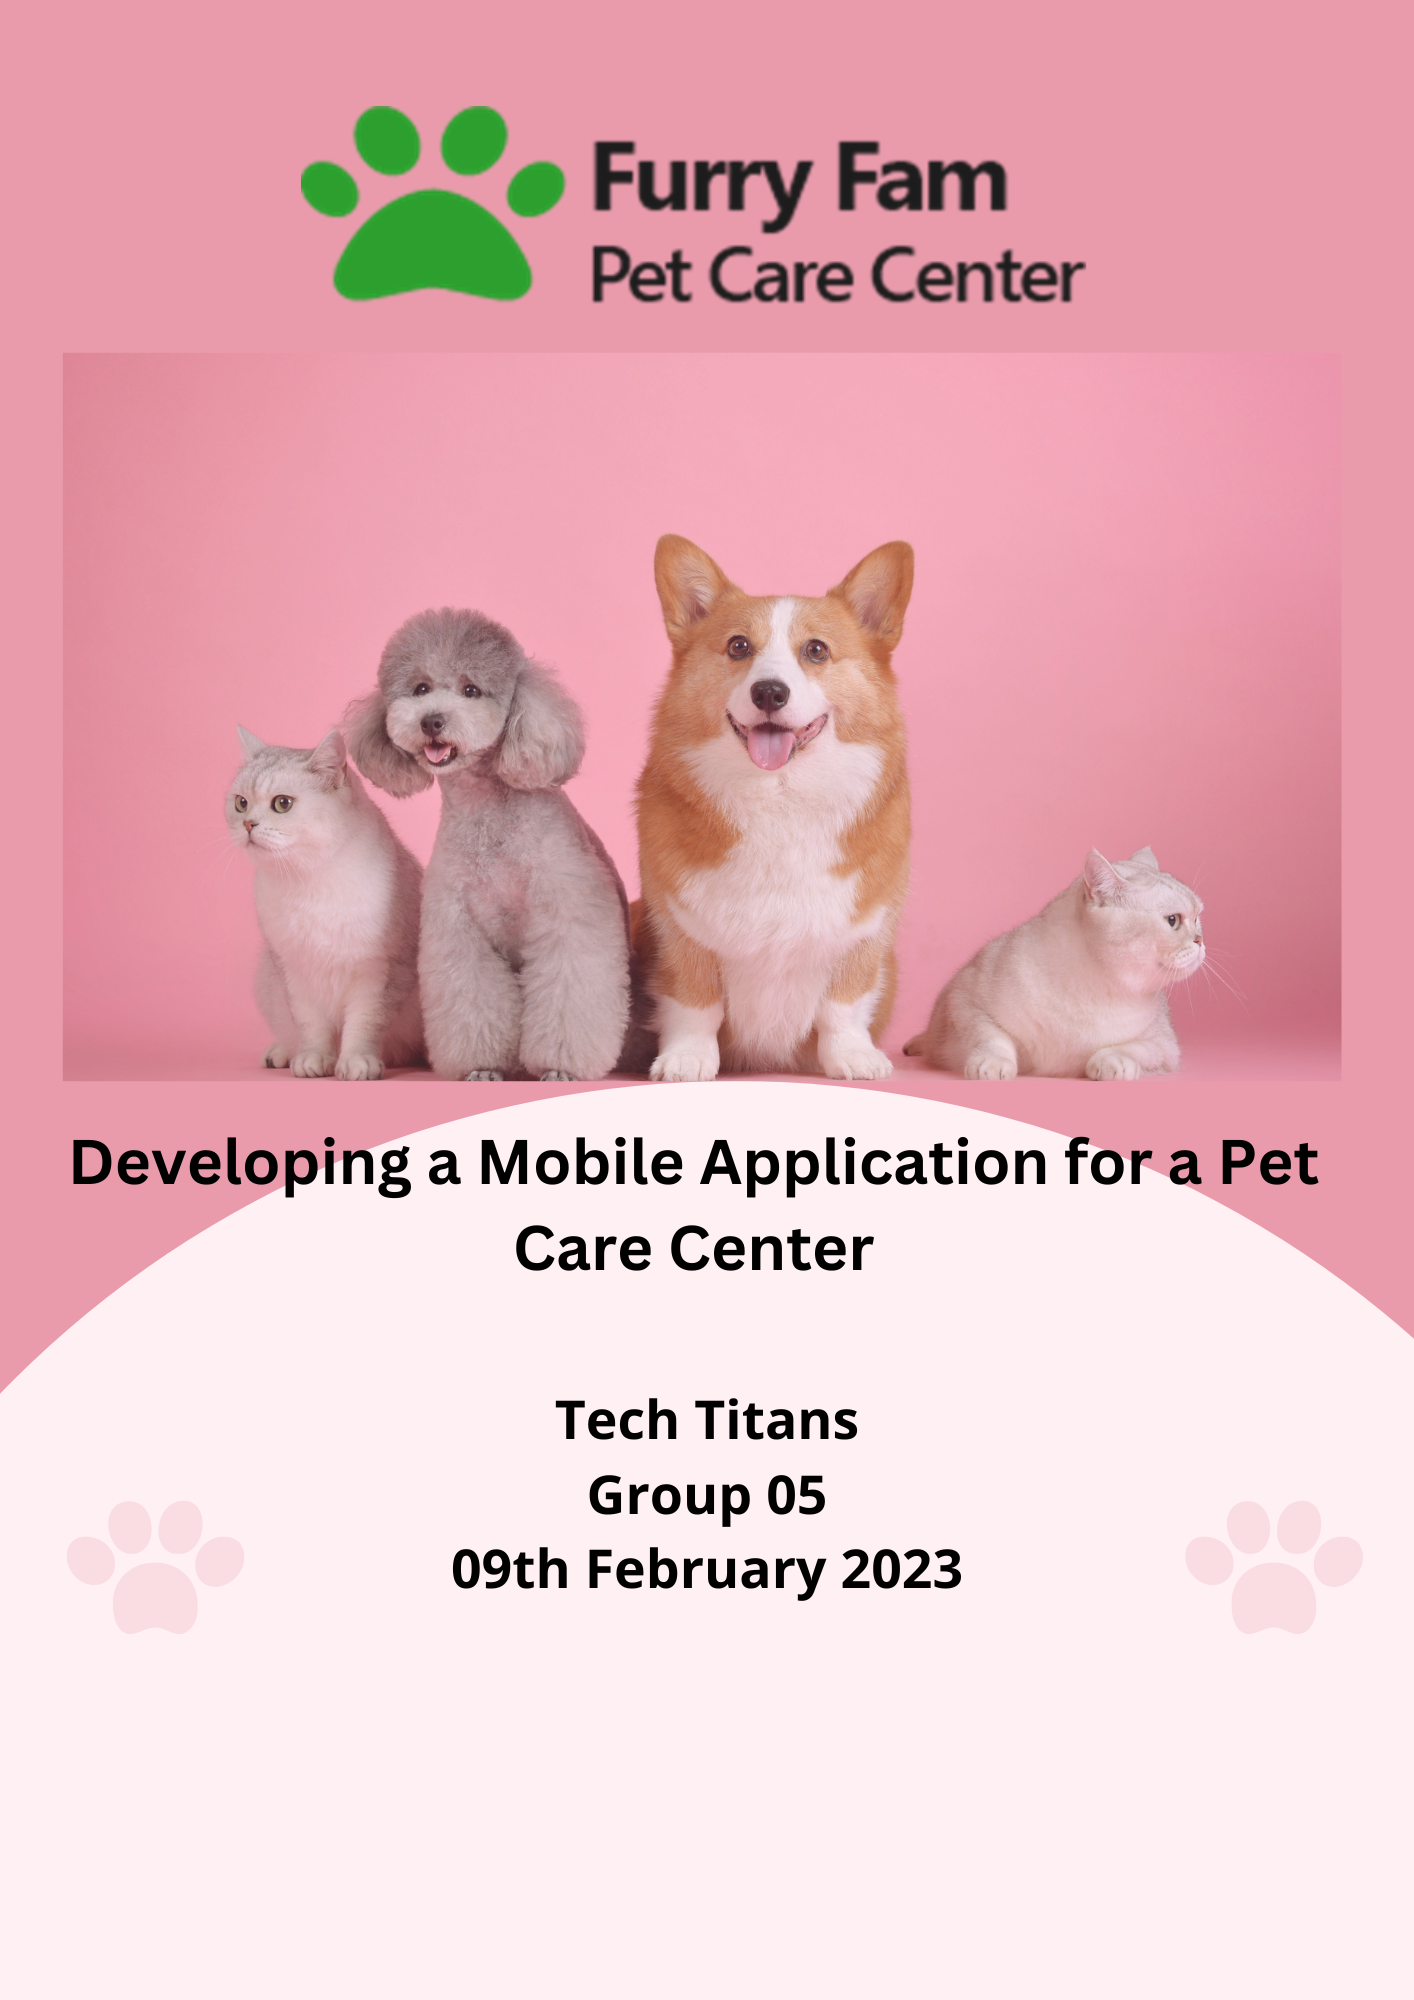 Furry Fam
Pet Care Center
Developing a Mobile Application for a Pet
Care Center
Tech Titans
Group 05
09th February 2023